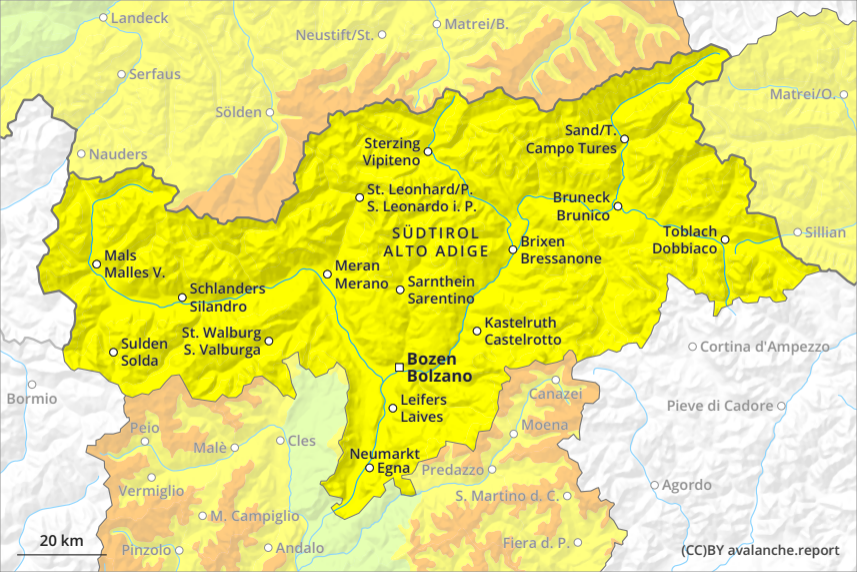 Landeck
Matrei/B.
Neustift/St.
Serfaus
Matrei/O.
Sölden
Sand/T.
Campo Tures
Sterzing
Vipiteno
Nauders
St. Leonhard/P.
S. Leonardo i. P.
Bruneck
Brunico
SÜDTIROL
ALTO ADIGE
Toblach
Dobbiaco
Sillian
Brixen
Bressanone
Mals
Malles V.
Meran
Merano
Sarnthein
Sarentino
Schlanders
Silandro
Kastelruth
Castelrotto
St. Walburg
S. Valburga
Sulden
Solda
Cortina d'Ampezzo
Bozen
Bolzano
Bormio
Canazei
Leifers
Laives
Pieve di Cadore
Peio
Moena
Cles
Malè
Neumarkt
Egna
Predazzo
Vermiglio
Agordo
S. Martino d. C.
M. Campiglio
20 km
Pinzolo
Andalo
Fiera d. P.
(CC)BY avalanche.report